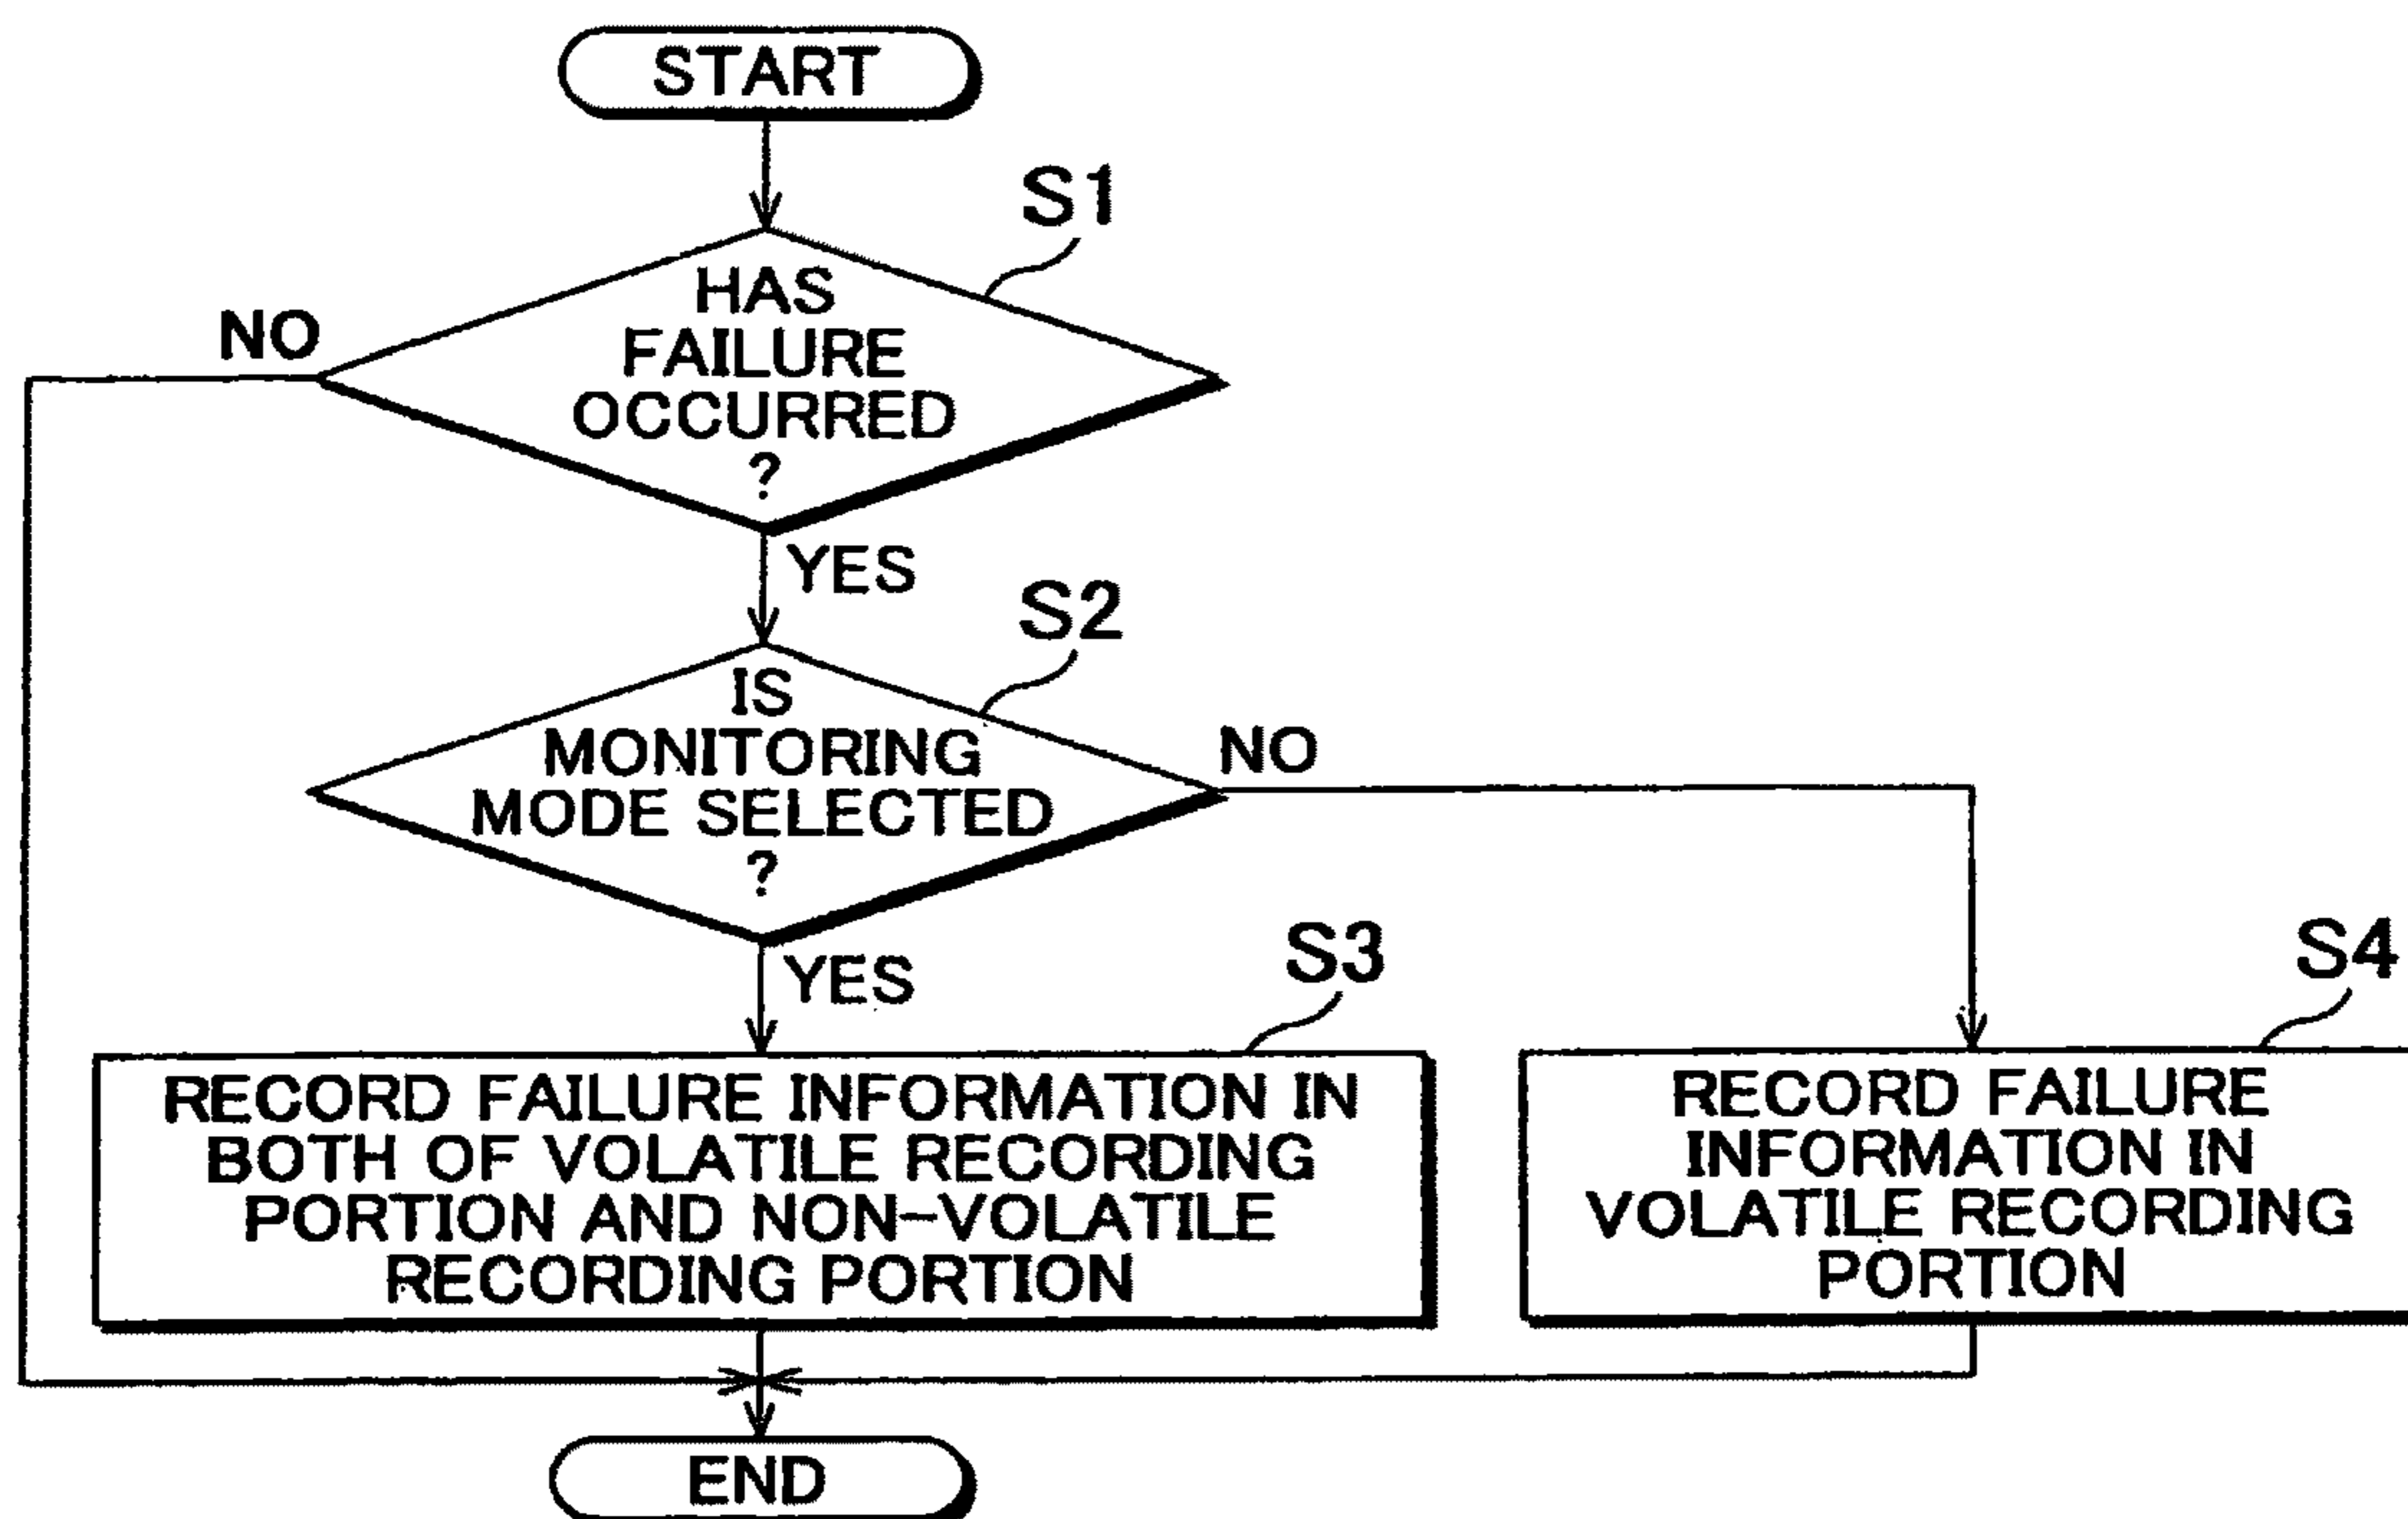 START
S1
HAS
FAILURE
OCCURRED
?
NO
YES
S2
IS
MONITORING
MODE SELECTED
?
NO
YES
S3
RECORD FAILURE INFORMATION IN
BOTH OF VOLATILE RECORDING
PORTION AND NON-VOLATILE
RECORDING PORTION
S4
RECORD FAILURE
INFORMATION IN
VOLATILE RECORDING
PORTION
END